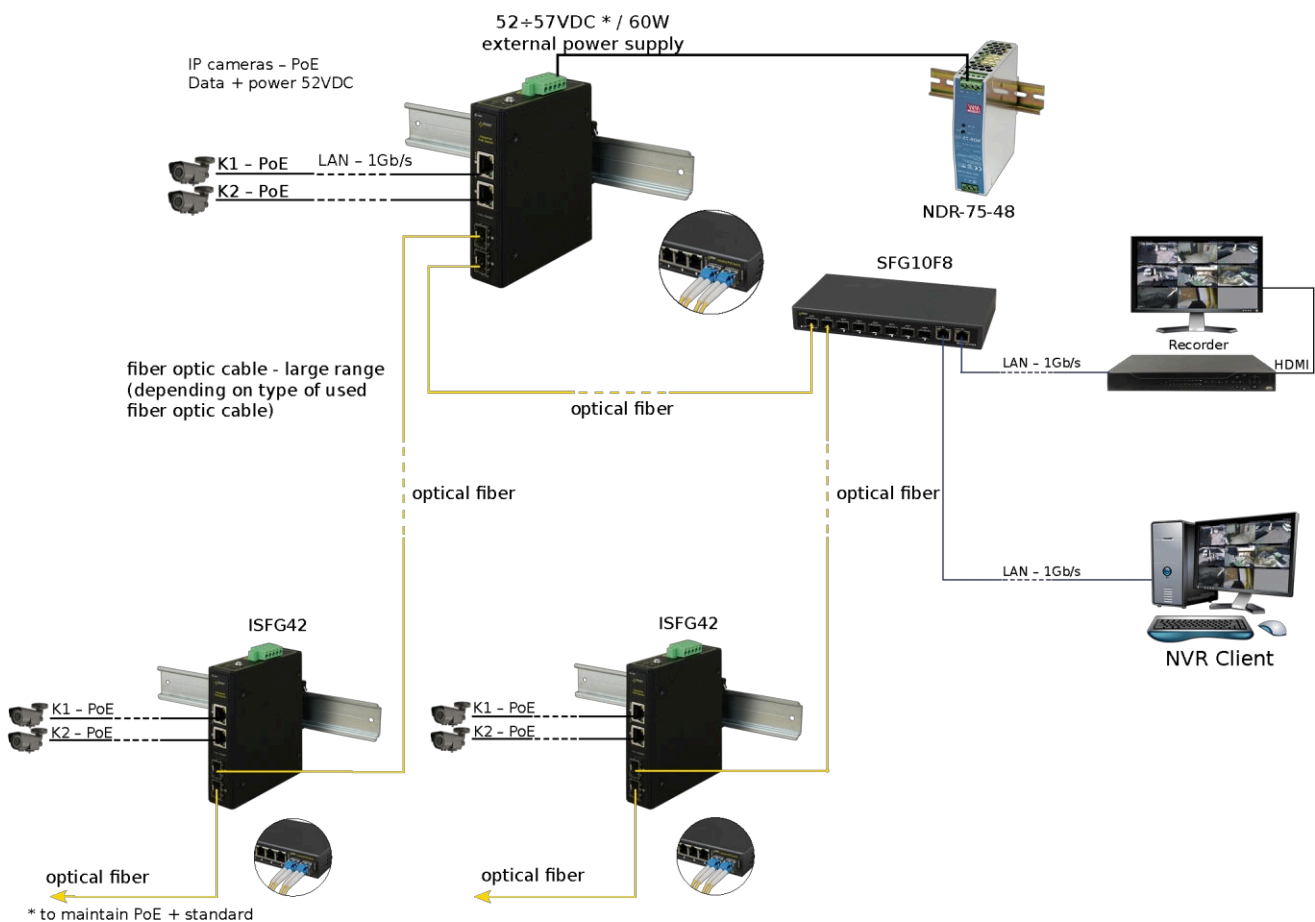 52÷57VDC * / 60W
external power supply
IP cameras – PoE
Data + power 52VDC
K1 – PoE
LAN – 1Gb/s
K2 – PoE
NDR-75-48
SFG10F8
Recorder
LAN – 1Gb/s
HDMI
fiber optic cable - large range
(depending on type of used
fiber optic cable)
optical fiber
optical fiber
optical fiber
LAN – 1Gb/s
NVR Client
ISFG42
K1 – PoE
K2 – PoE
ISFG42
K1 – PoE
K2 – PoE
optical fiber
optical fiber
* to maintain PoE + standard